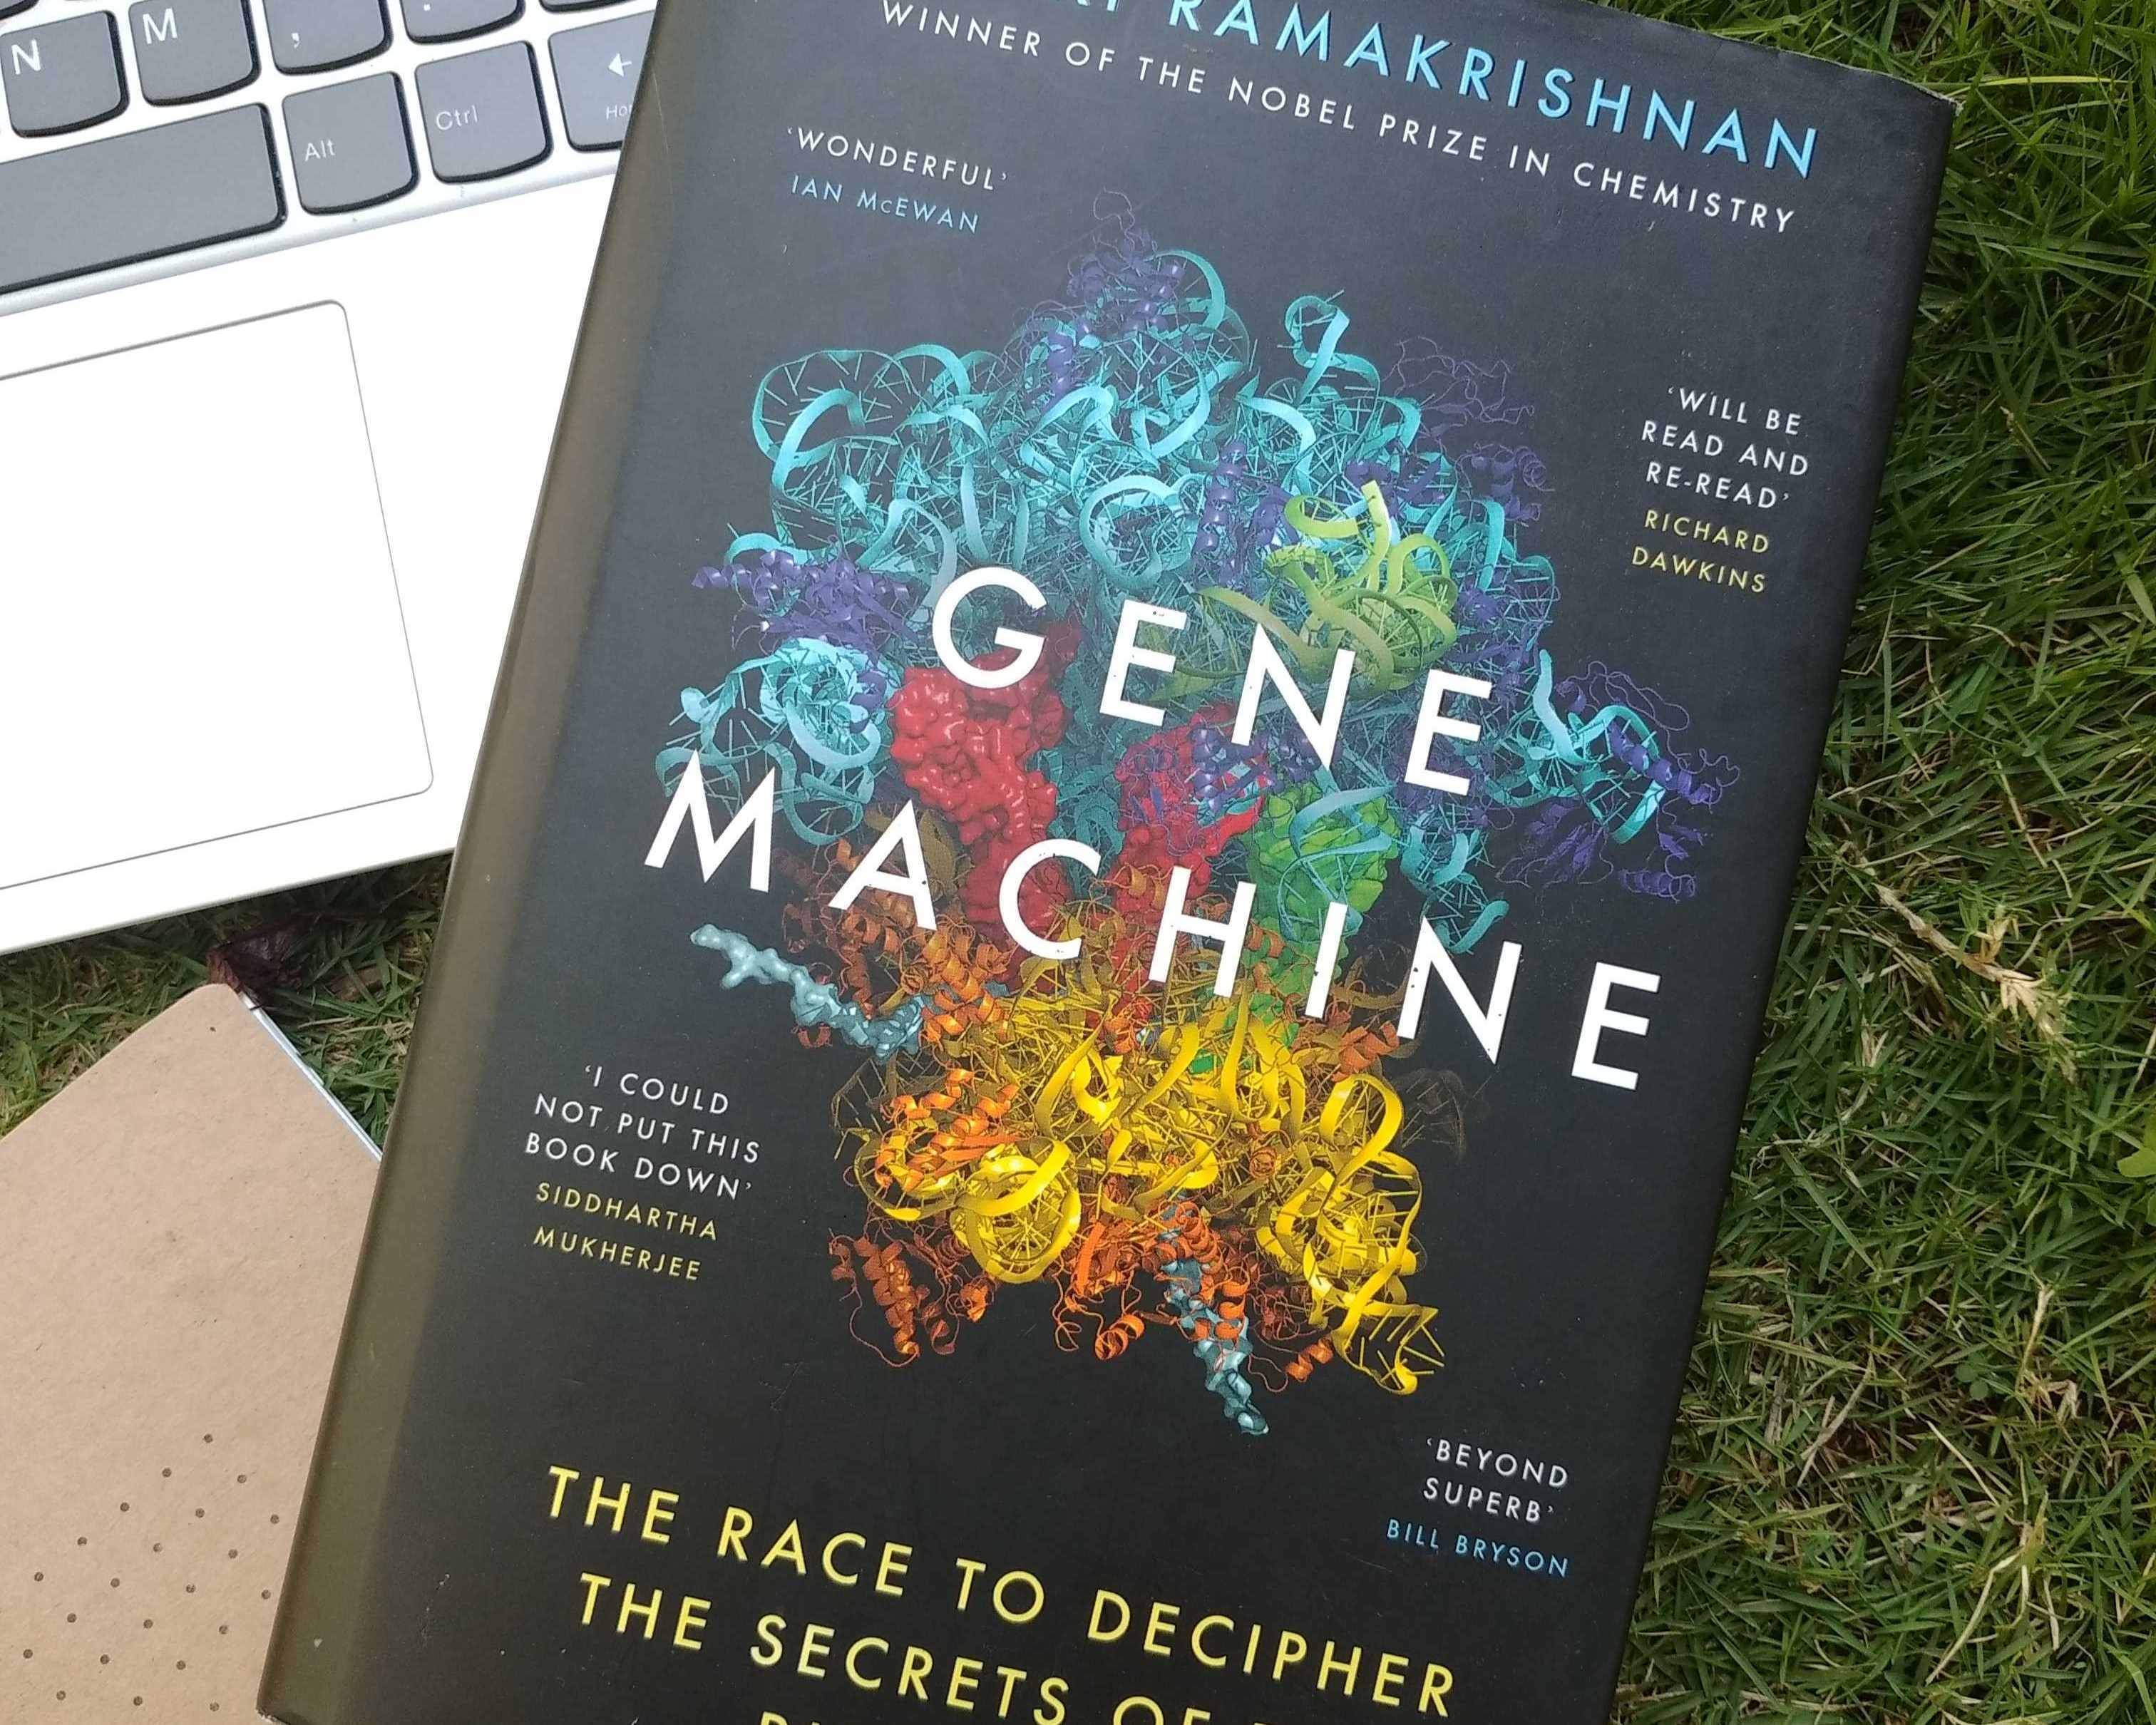 N
M
,
.
Alt
Ctrl
←
RAMAKRISHNAN
WINNER OF THE NOBEL PRIZE IN CHEMISTRY
‘WONDERFUL’
IAN McEWAN
‘WILL BE
READ AND
RE-READ’
RICHARD
DAWKINS
GENE
MACHINE
‘I COULD
NOT PUT THIS
BOOK DOWN’
SIDDHARTHA
MUKHERJEE
‘BEYOND
SUPERB’
BILL BRYSON
THE RACE TO DECIPHER
THE SECRETS OF